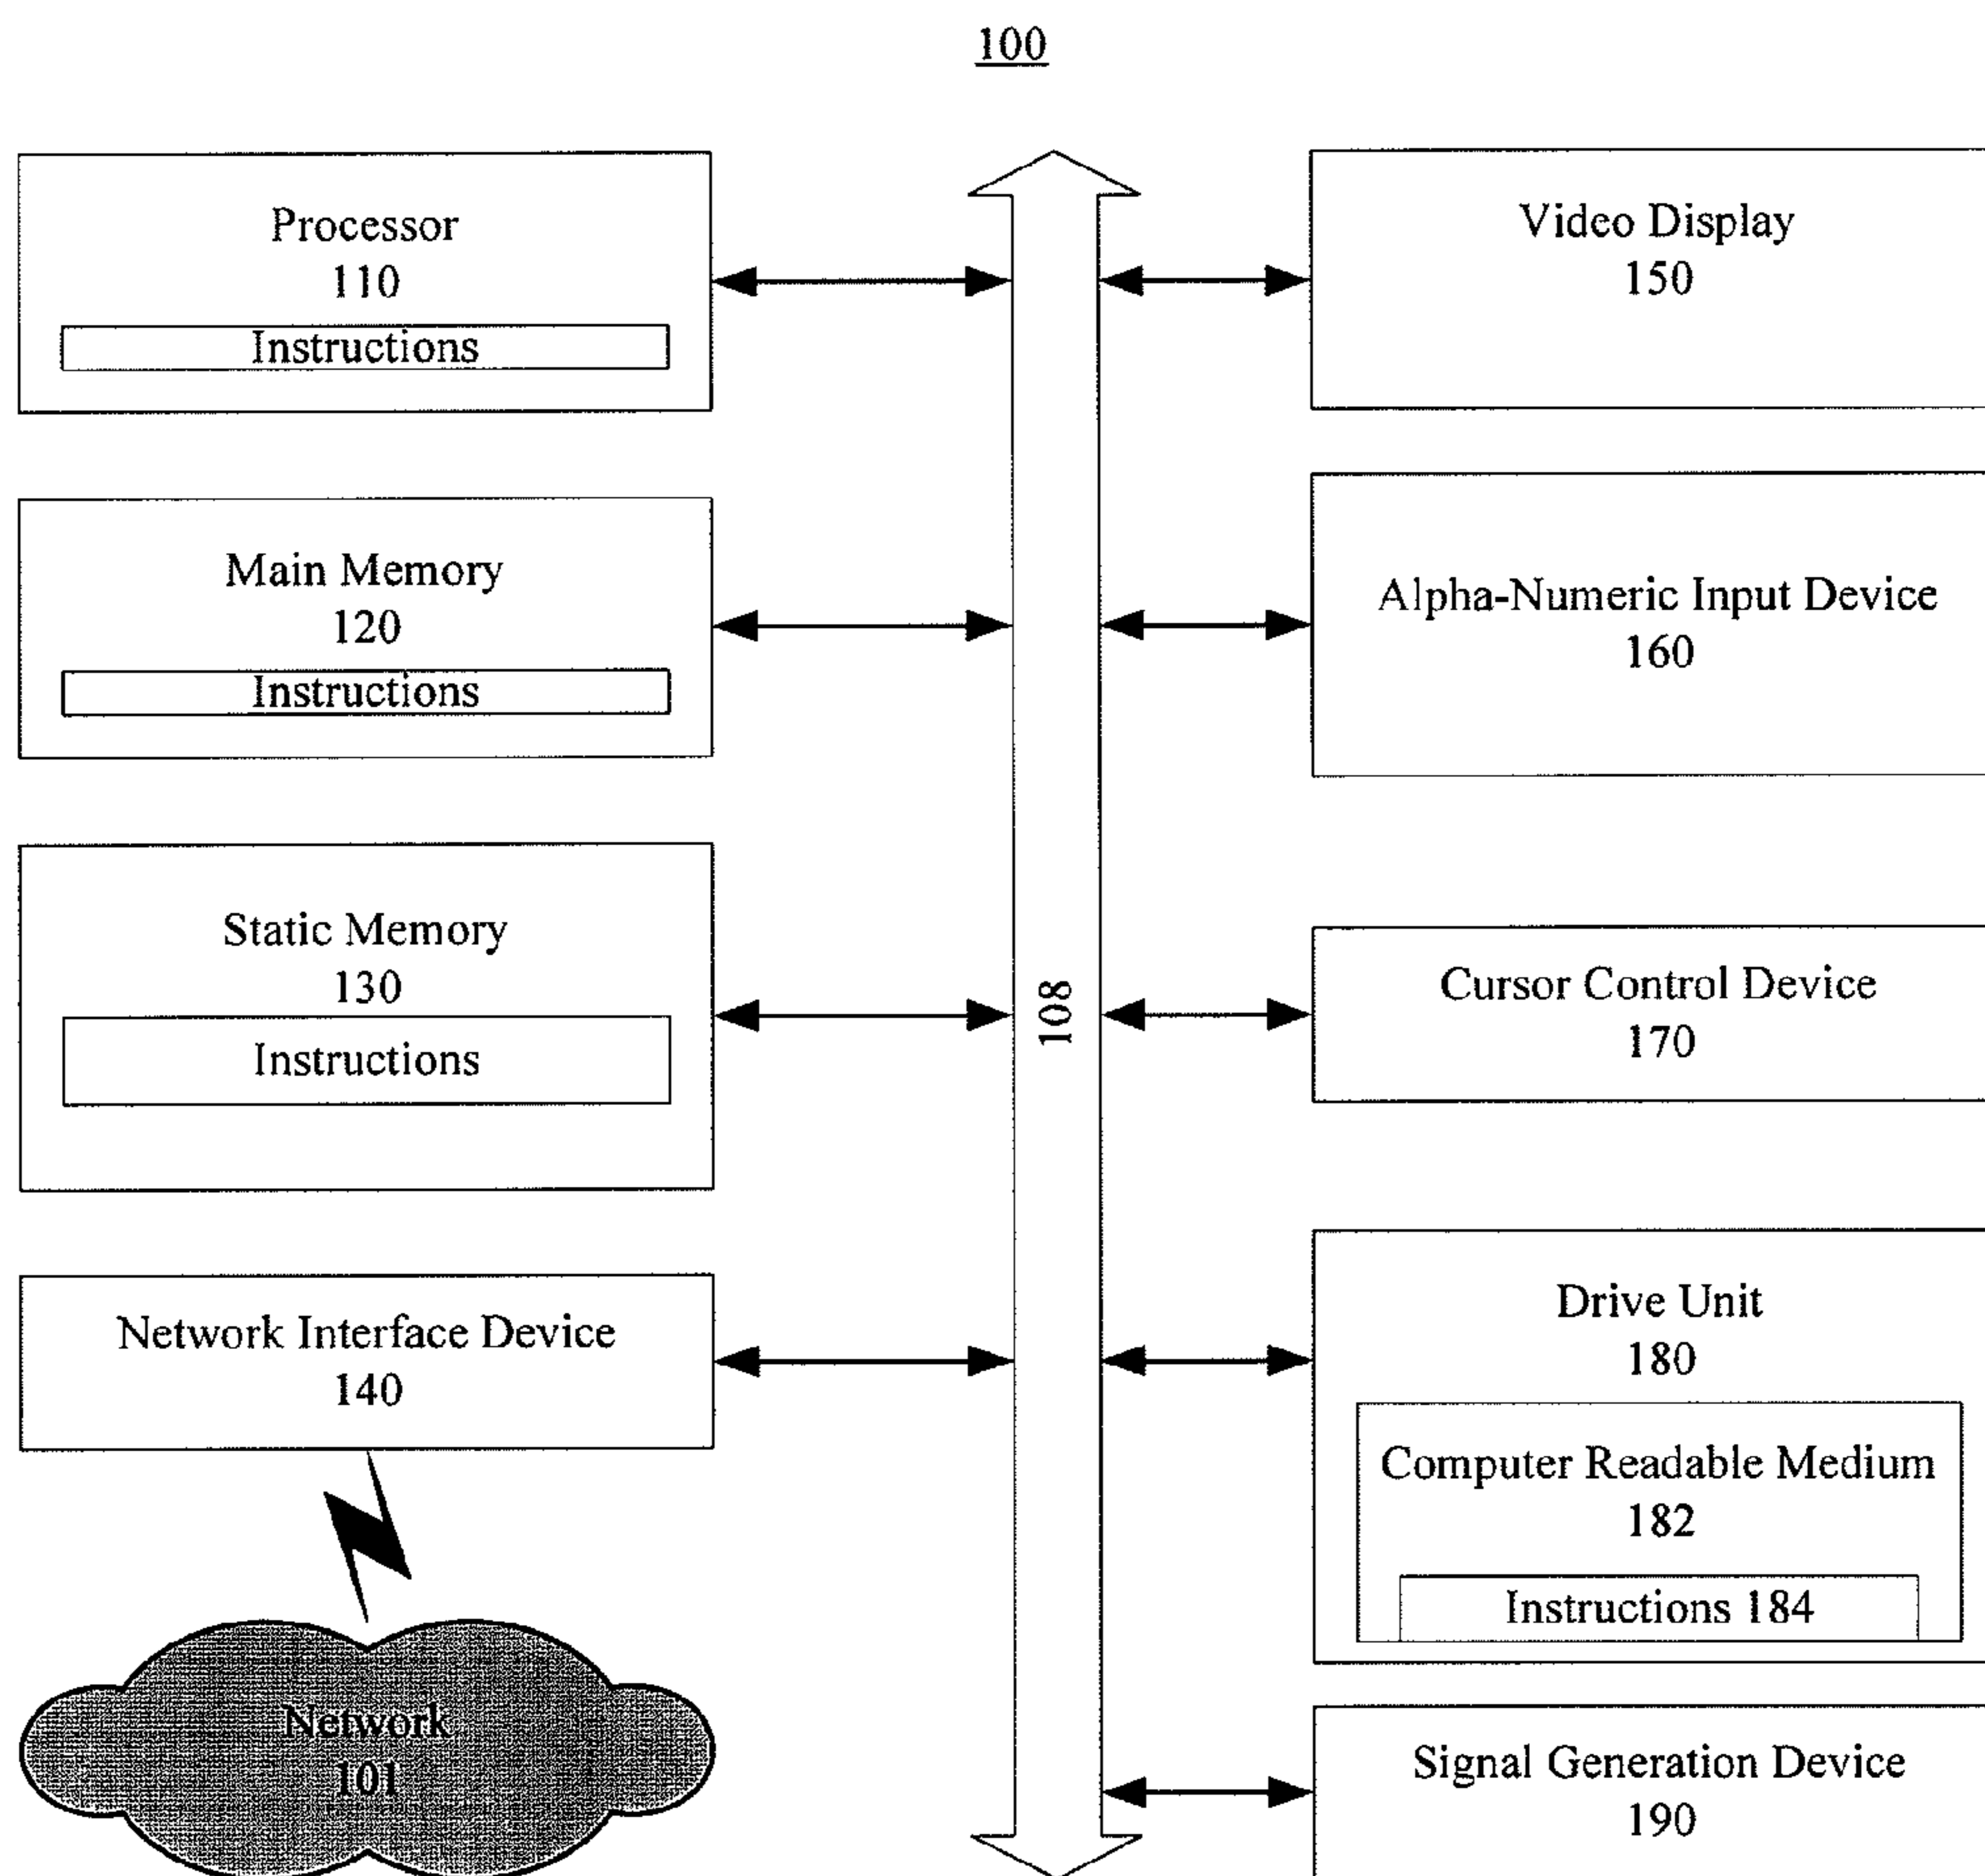 100
Processor
110
Instructions
Main Memory
120
Instructions
Static Memory
130
Instructions
Network Interface Device
140
Network
101
108
Video Display
150
Alpha-Numeric Input Device
160
Cursor Control Device
170
Drive Unit
180
Computer Readable Medium
182
Instructions 184
Signal Generation Device
190